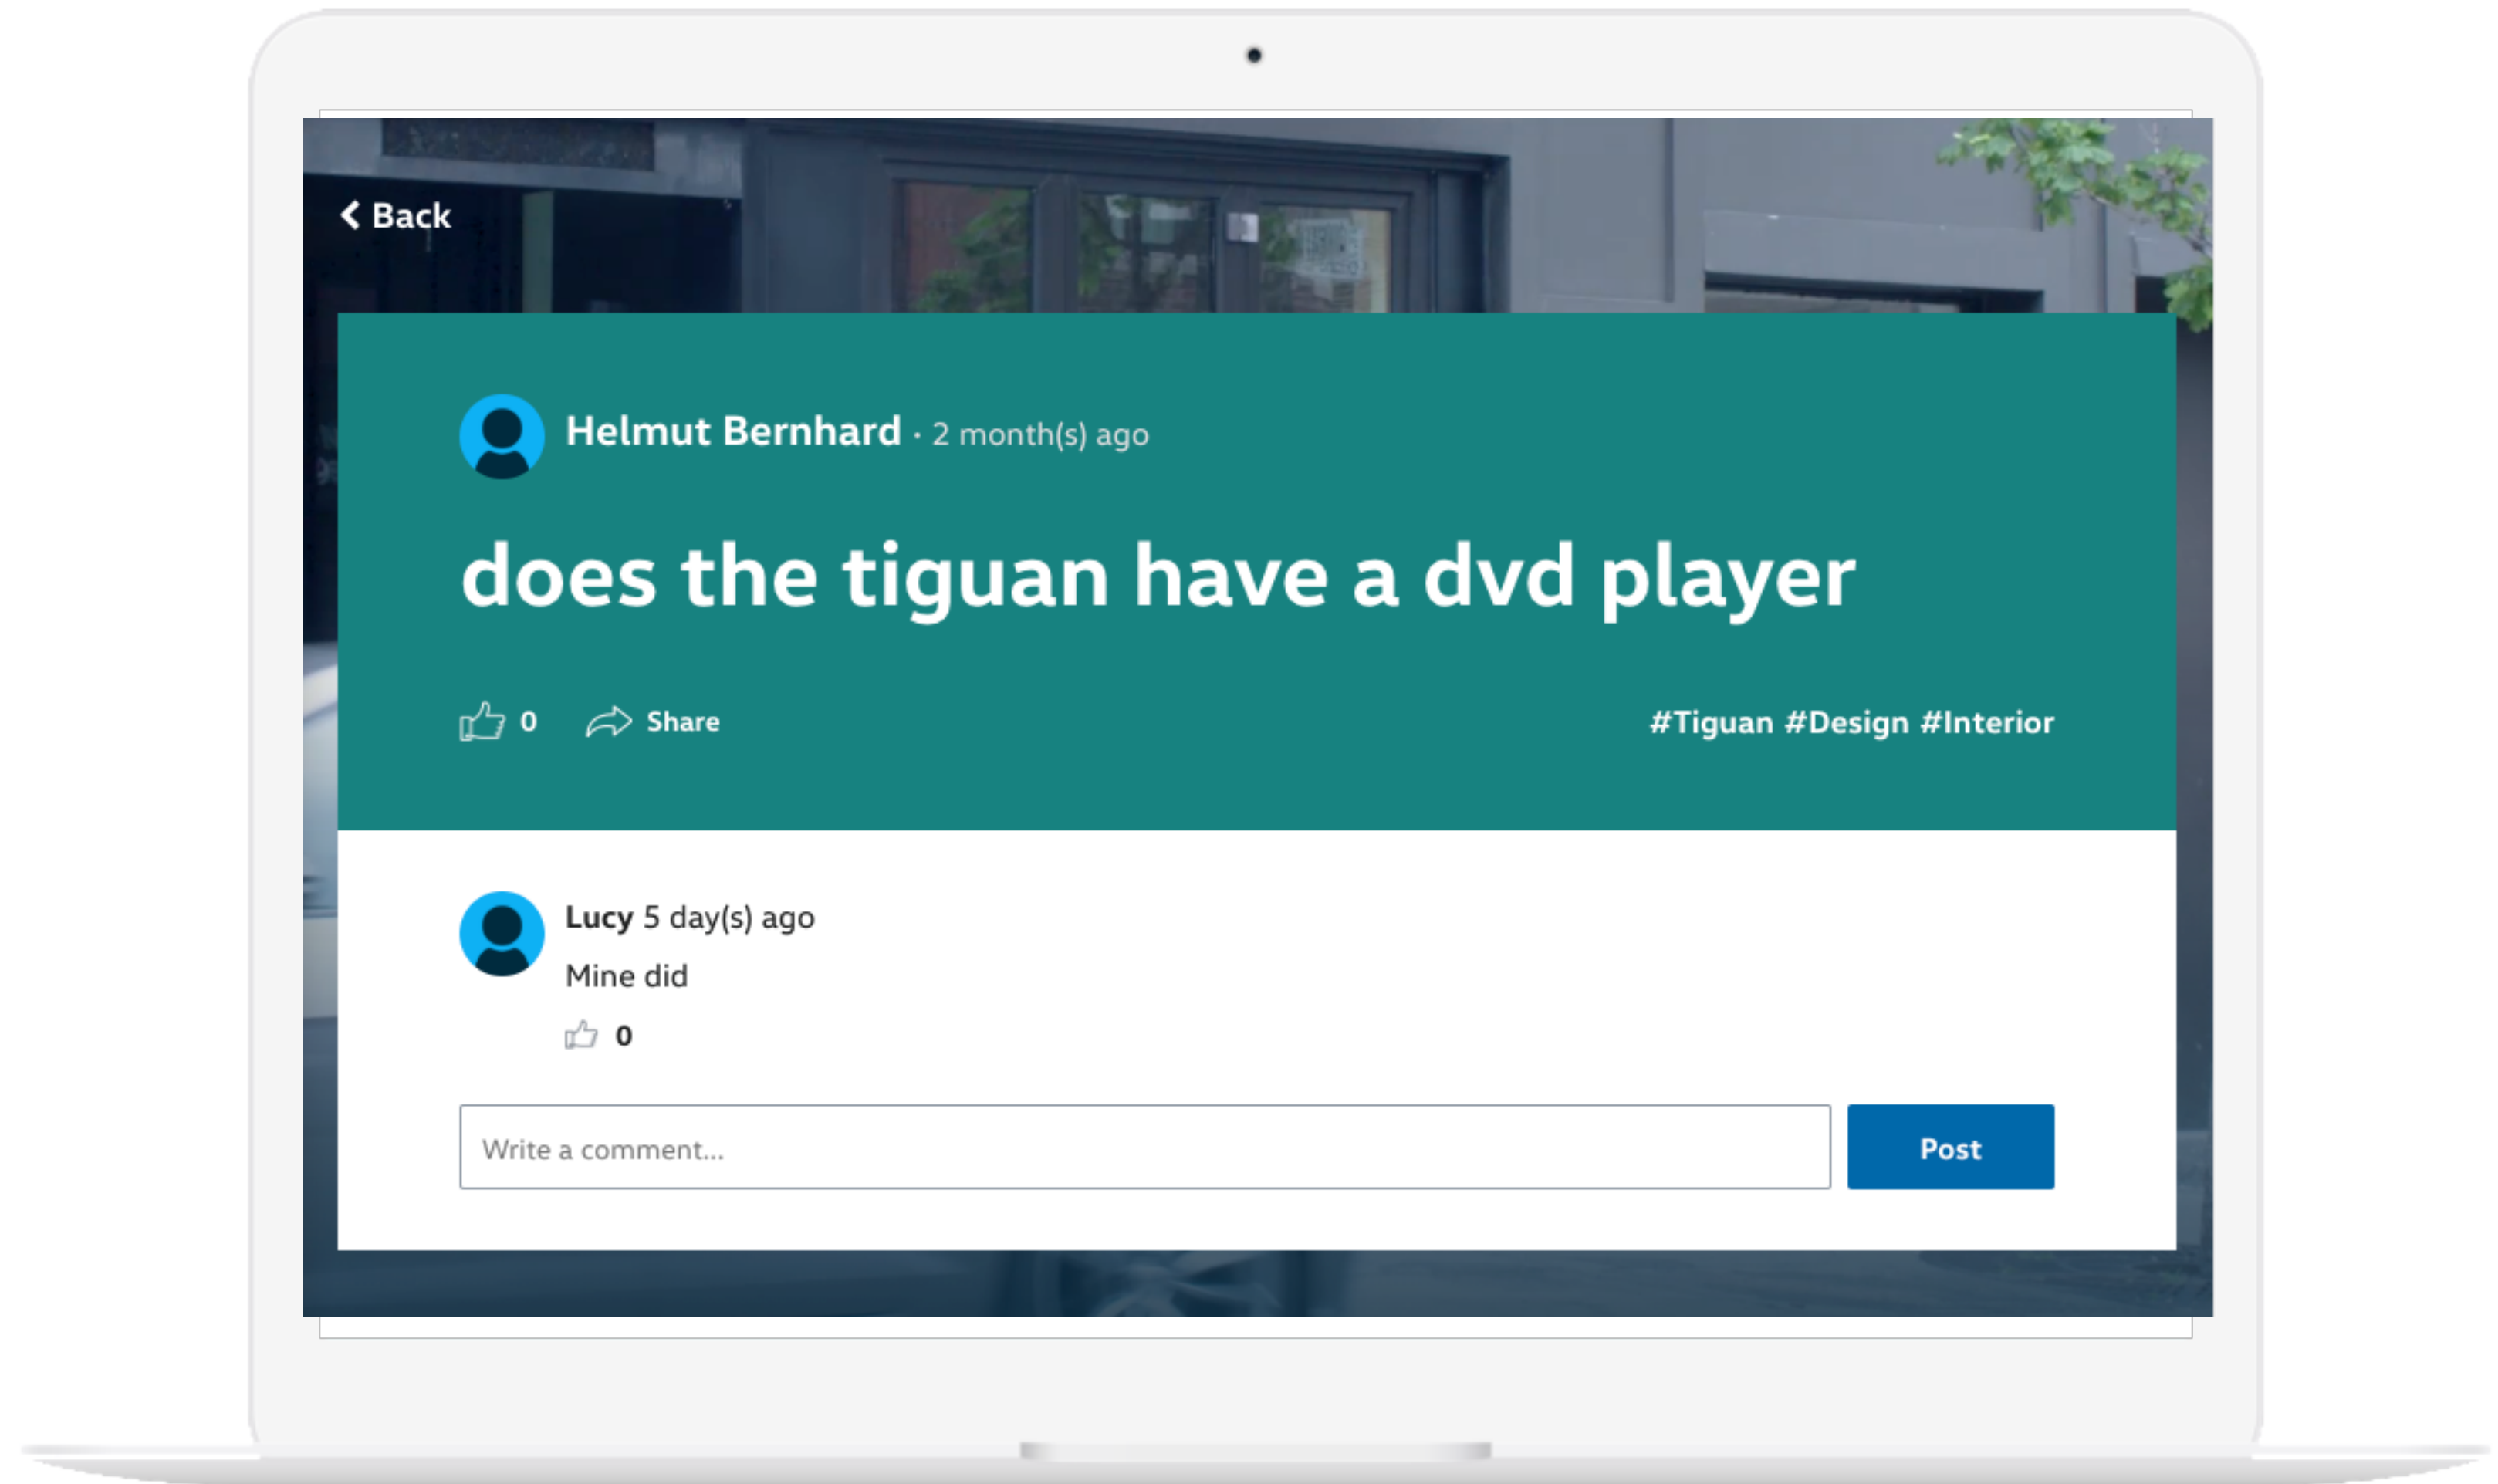 Back
Helmut Bernhard · 2 month(s) ago
does the tiguan have a dvd player
0 Share
#Tiguan #Design #Interior
Lucy 5 day(s) ago
Mine did
0
Write a comment...
Post